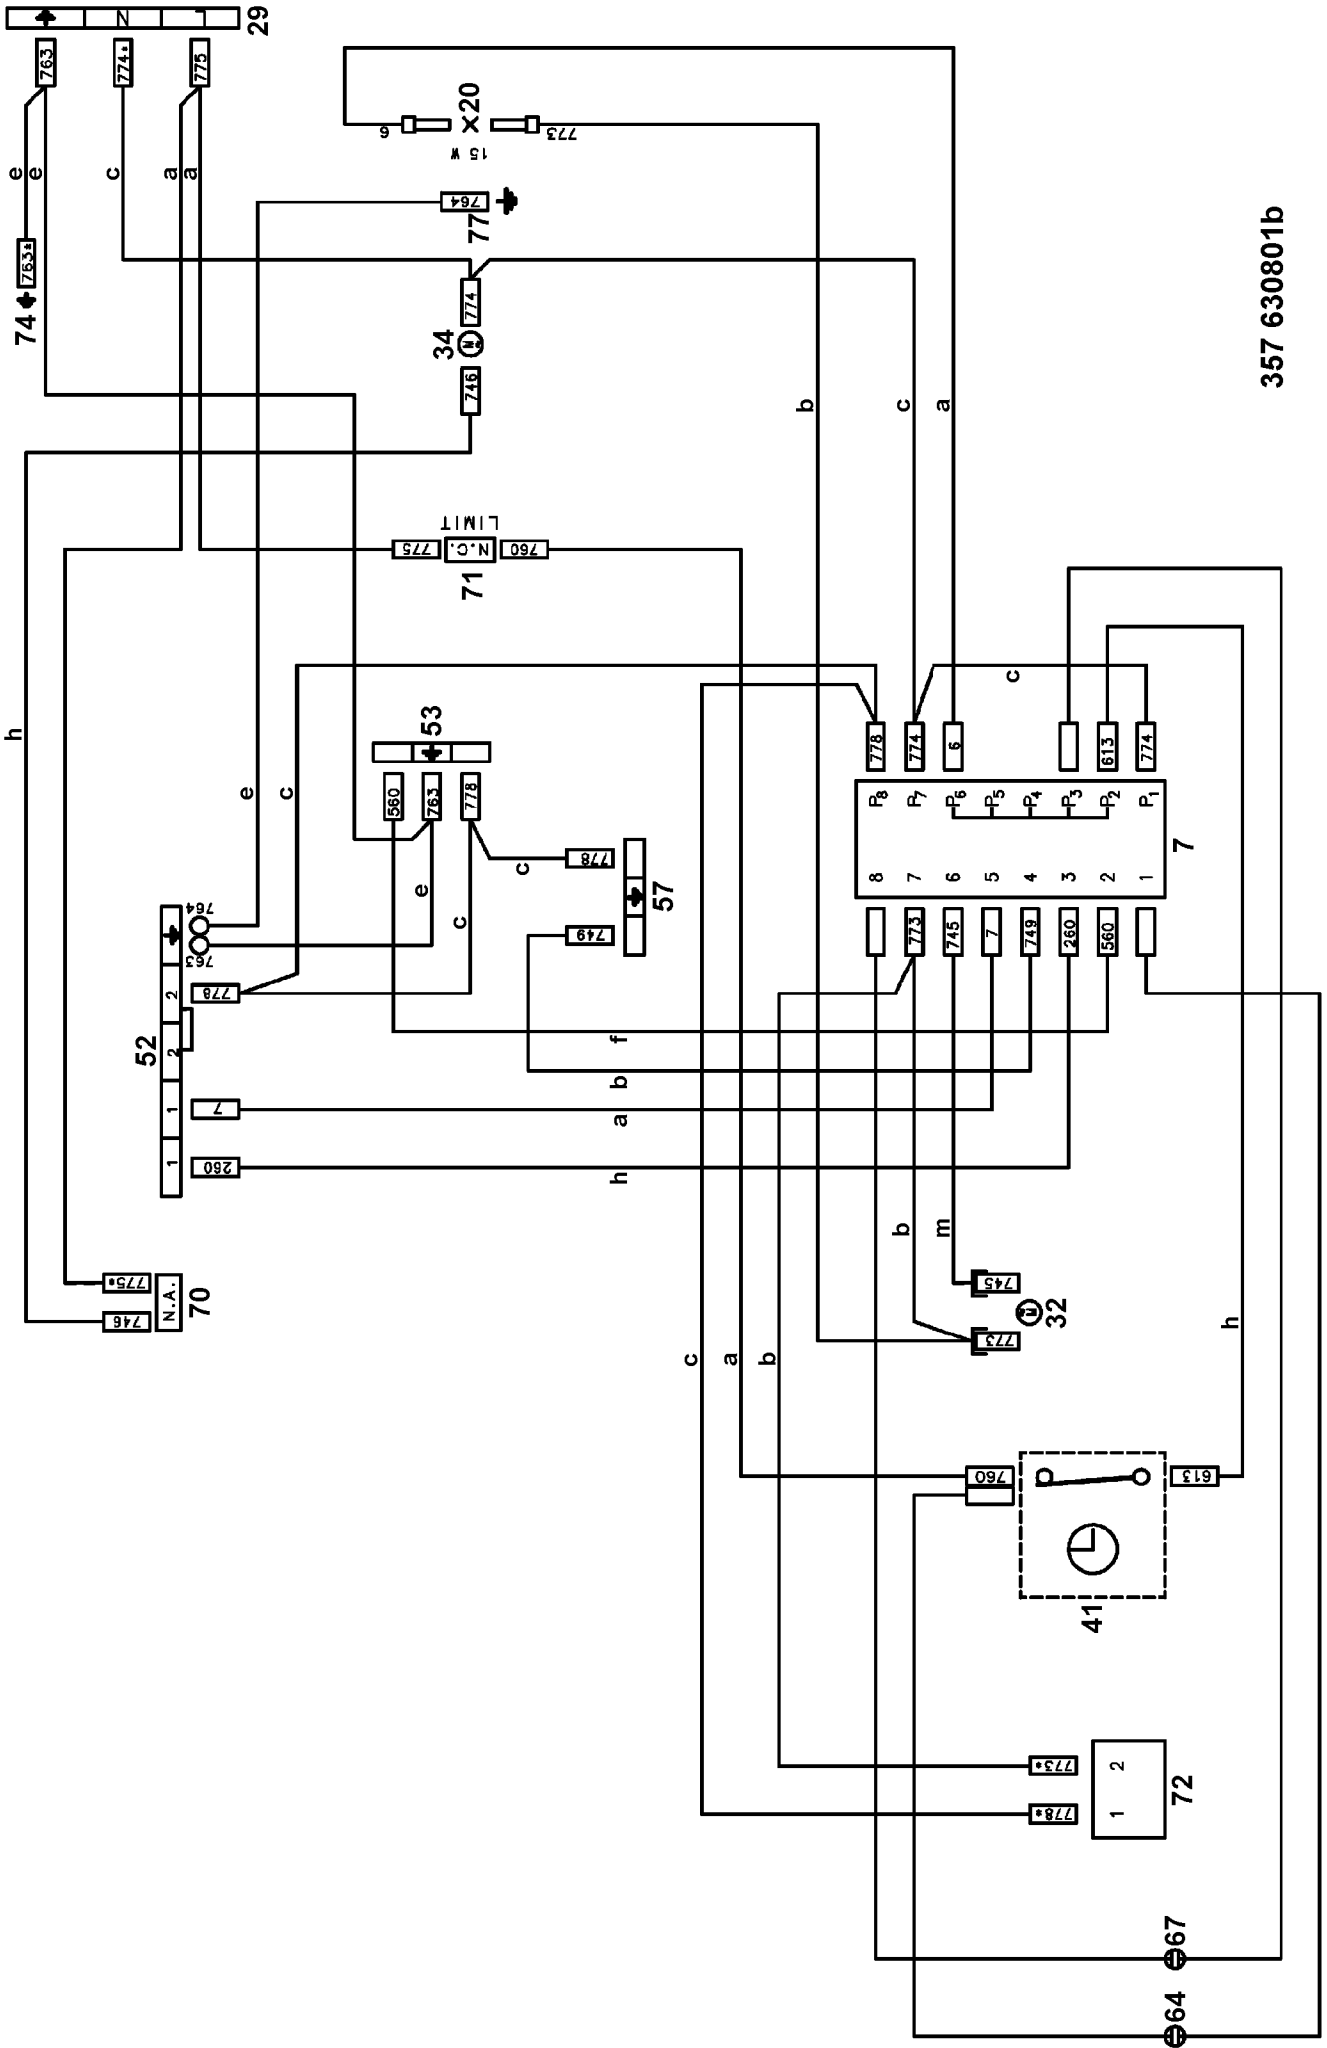 N
L
29
763
774*
775
6
X20
773
15 W
e
e
c
a
a
764
77
763*
74
774
34
746
357 630801b
b
c
a
LIMIT
775
N.C.
760
71
h
53
c
778
774
6
613
774
e
c
560
763
778
P8
P7
P6
P5
P4
P3
P2
P1
7
8
7
6
5
4
3
2
1
778
57
749
c
e
c
764
763
2
778
52
2
1
7
1
260
773
745
7
749
260
560
f
b
a
h
b
m
775*
746
N.A.
70
745
32
773
c
a
b
h
760
613
41
773*
778*
2
1
72
67
64